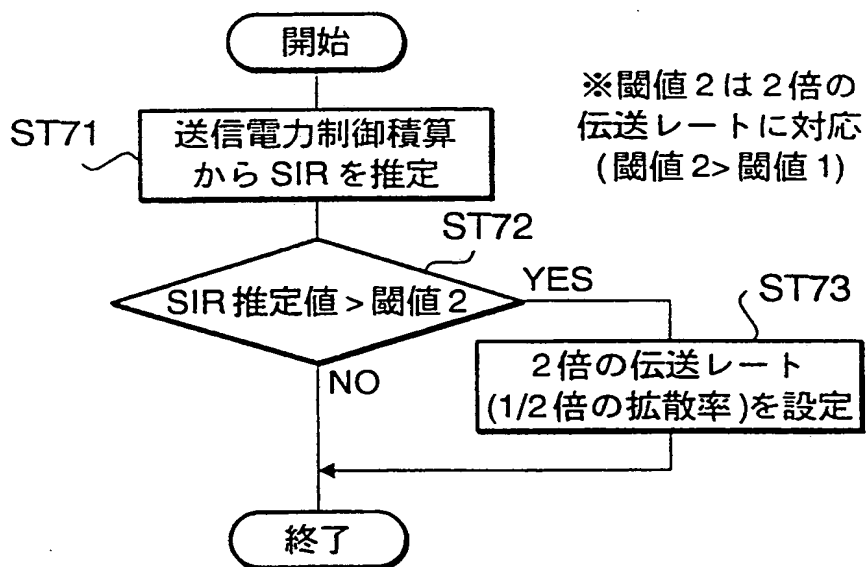 開始
※閾値2は2倍の
伝送レートに対応
(閾値2>閾値1)
ST71
送信電力制御積算
からSIRを推定
ST72
SIR推定値>閾値2
YES
ST73
2倍の伝送レート
(1/2倍の拡散率)を設定
NO
終了